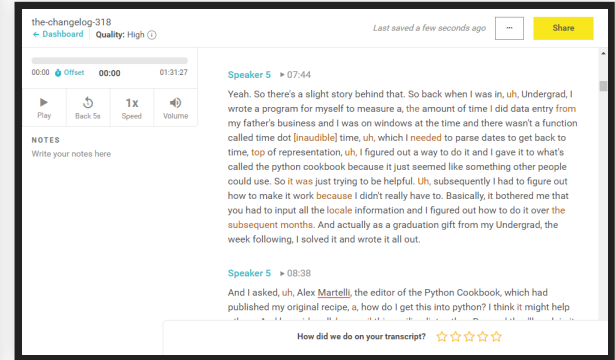 the-changelog-318
← Dashboard Quality: High
Last saved a few seconds ago ... Share
00:00 Offset 00:00 01:31:27
Play Back 5s 1x Speed Volume
NOTES
Write your notes here
Speaker 5 ▶ 07:44
Yeah. So there's a slight story behind that. So back when I was in, uh, Undergrad, I
wrote a program for myself to measure a, the amount of time I did data entry from
my father's business and I was on windows at the time and there wasn't a function
called time dot [inaudible] time, uh, which I needed to parse dates to get back to
time, top of representation, uh, I figured out a way to do it and I gave it to what's
called the python cookbook because it just seemed like something other people
could use. So it was just trying to be helpful. Uh, subsequently I had to figure out
how to make it work because I didn't really have to. Basically, it bothered me that
you had to input all the locale information and I figured out how to do it over the
subsequent months. And actually as a graduation gift from my Undergrad, the
week following, I solved it and wrote it all out.
Speaker 5 ▶ 08:38
And I asked, uh, Alex Martelli, the editor of the Python Cookbook, which had
published my original recipe, a, how do I get this into python? I think it might help
How did we do on your transcript?